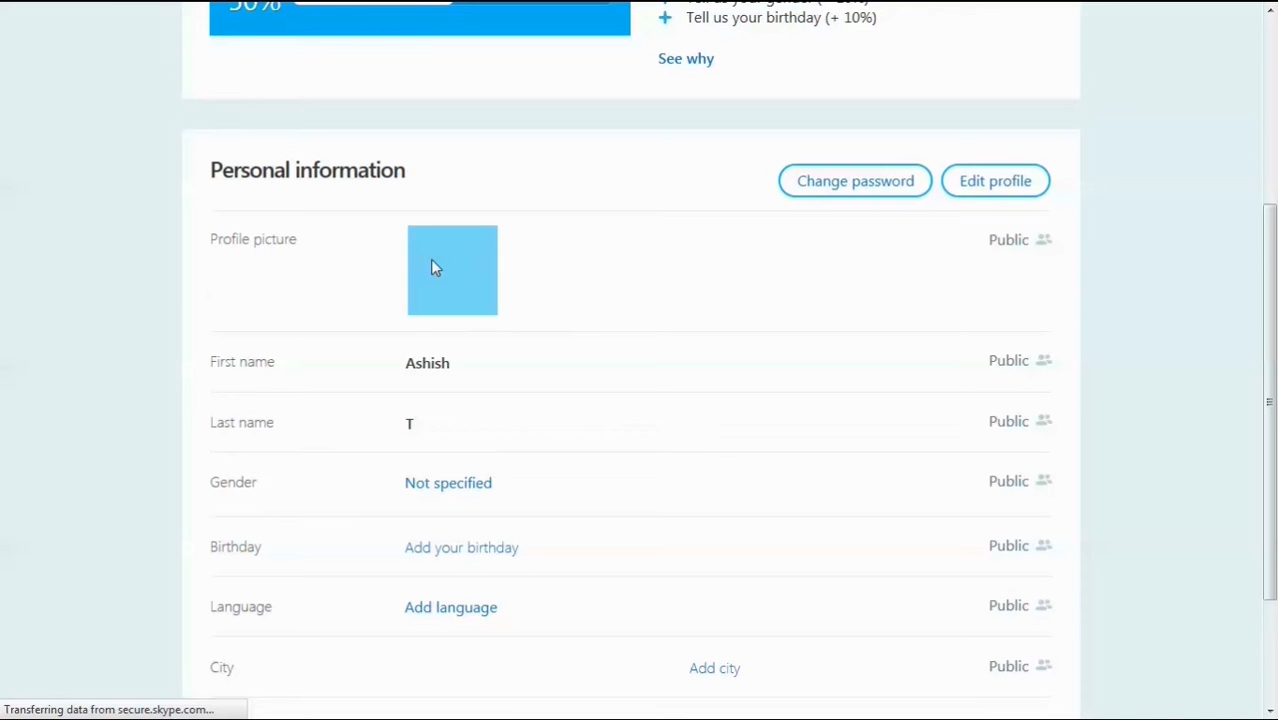 50%
Tell us your birthday (+ 10%)
See why
Personal information
Change password
Edit profile
Profile picture
Public
First name
Ashish
Public
Last name
T
Public
Gender
Not specified
Public
Birthday
Add your birthday
Public
Language
Add language
Public
City
Add city
Public
Transferring data from secure.skype.com...